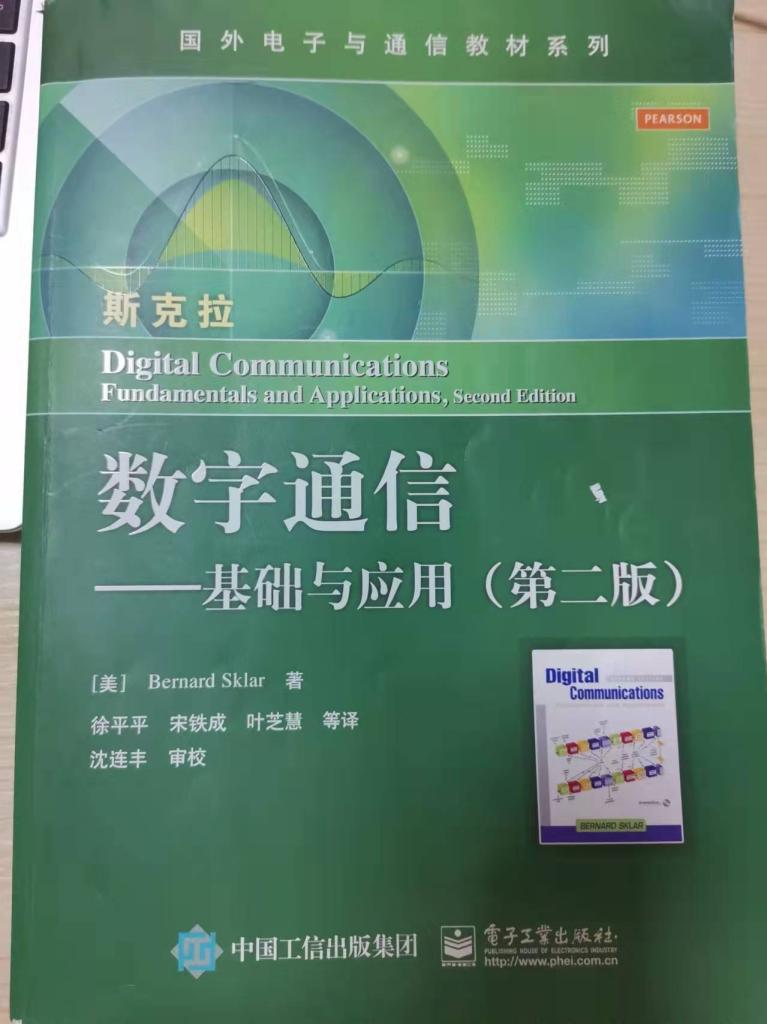 国外电子与通信教材系列
PEARSON
斯克拉
Digital Communications
Fundamentals and Applications, Second Edition
数字通信
——基础与应用（第二版）
[美] Bernard Sklar 著
徐平平 宋铁成 叶芝慧 等译
沈连丰 审校
Digital
Communications
BERNARD SKLAR
中国工信出版集团
電子工業出版社·
PUBLISHING HOUSE OF ELECTRONICS INDUSTRY
http://www.phei.com.cn